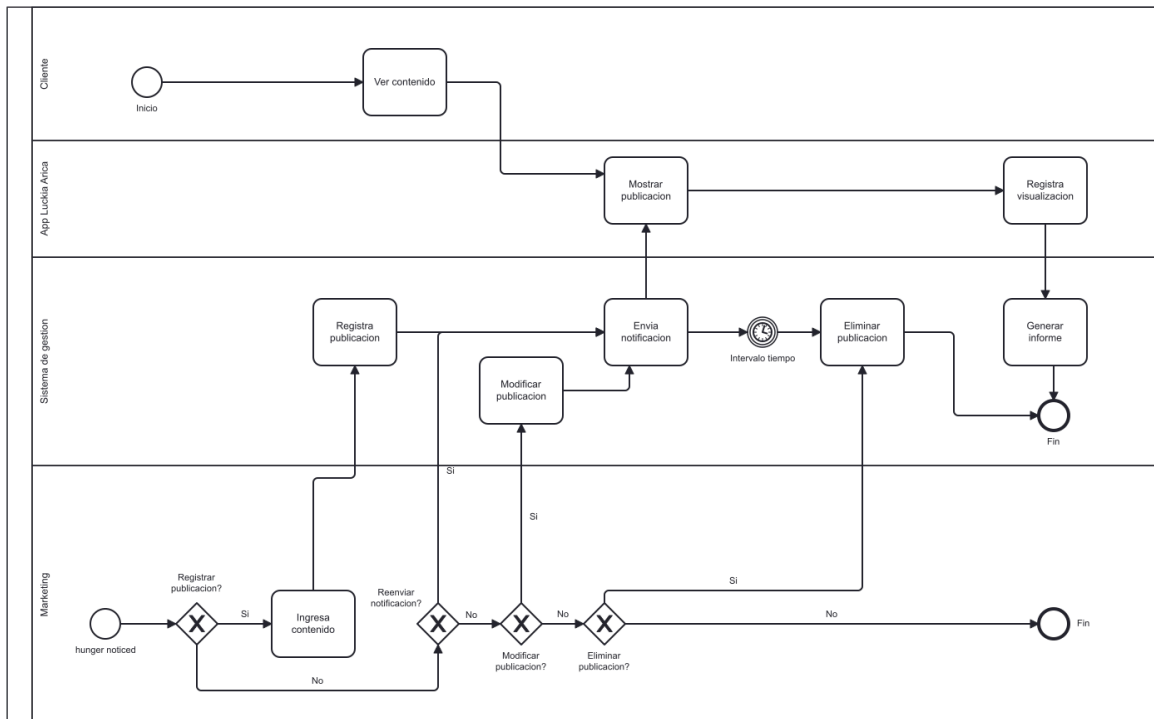 Cliente
Inicio
Ver contenido
App Luckia Arica
Mostrar
publicacion
Registra
visualizacion
Sistema de gestion
Registra
publicacion
Envia
notificacion
Intervalo tiempo
Eliminar
publicacion
Generar
informe
Modificar
publicacion
Fin
Marketing
hunger noticed
Registrar
publicacion?
Si
No
Ingresa
contenido
Reenviar
notificacion?
Si
No
Modificar
publicacion?
Si
No
Eliminar
publicacion?
Si
No
Fin